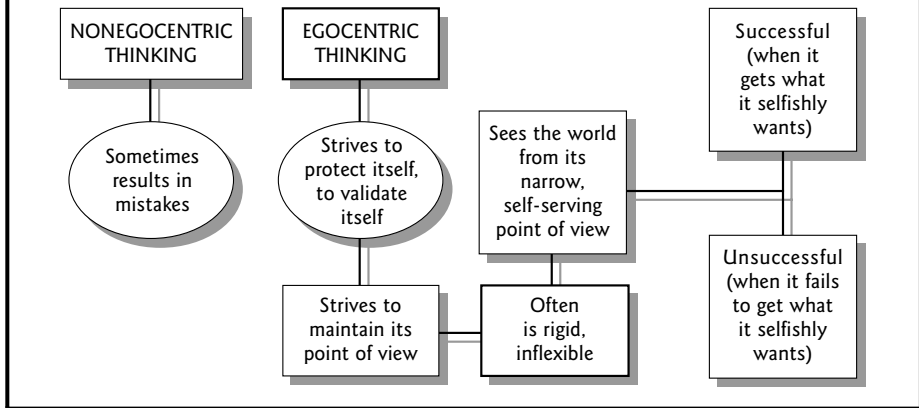 NONEGOCENTRIC
THINKING
Sometimes
results in
mistakes
EGOCENTRIC
THINKING
Strives to
protect itself,
to validate
itself
Strives to
maintain its
point of view
Often
is rigid,
inflexible
Sees the world
from its
narrow,
self-serving
point of view
Successful
(when it
gets what
it selfishly
wants)
Unsuccessful
(when it fails
to get what
it selfishly
wants)